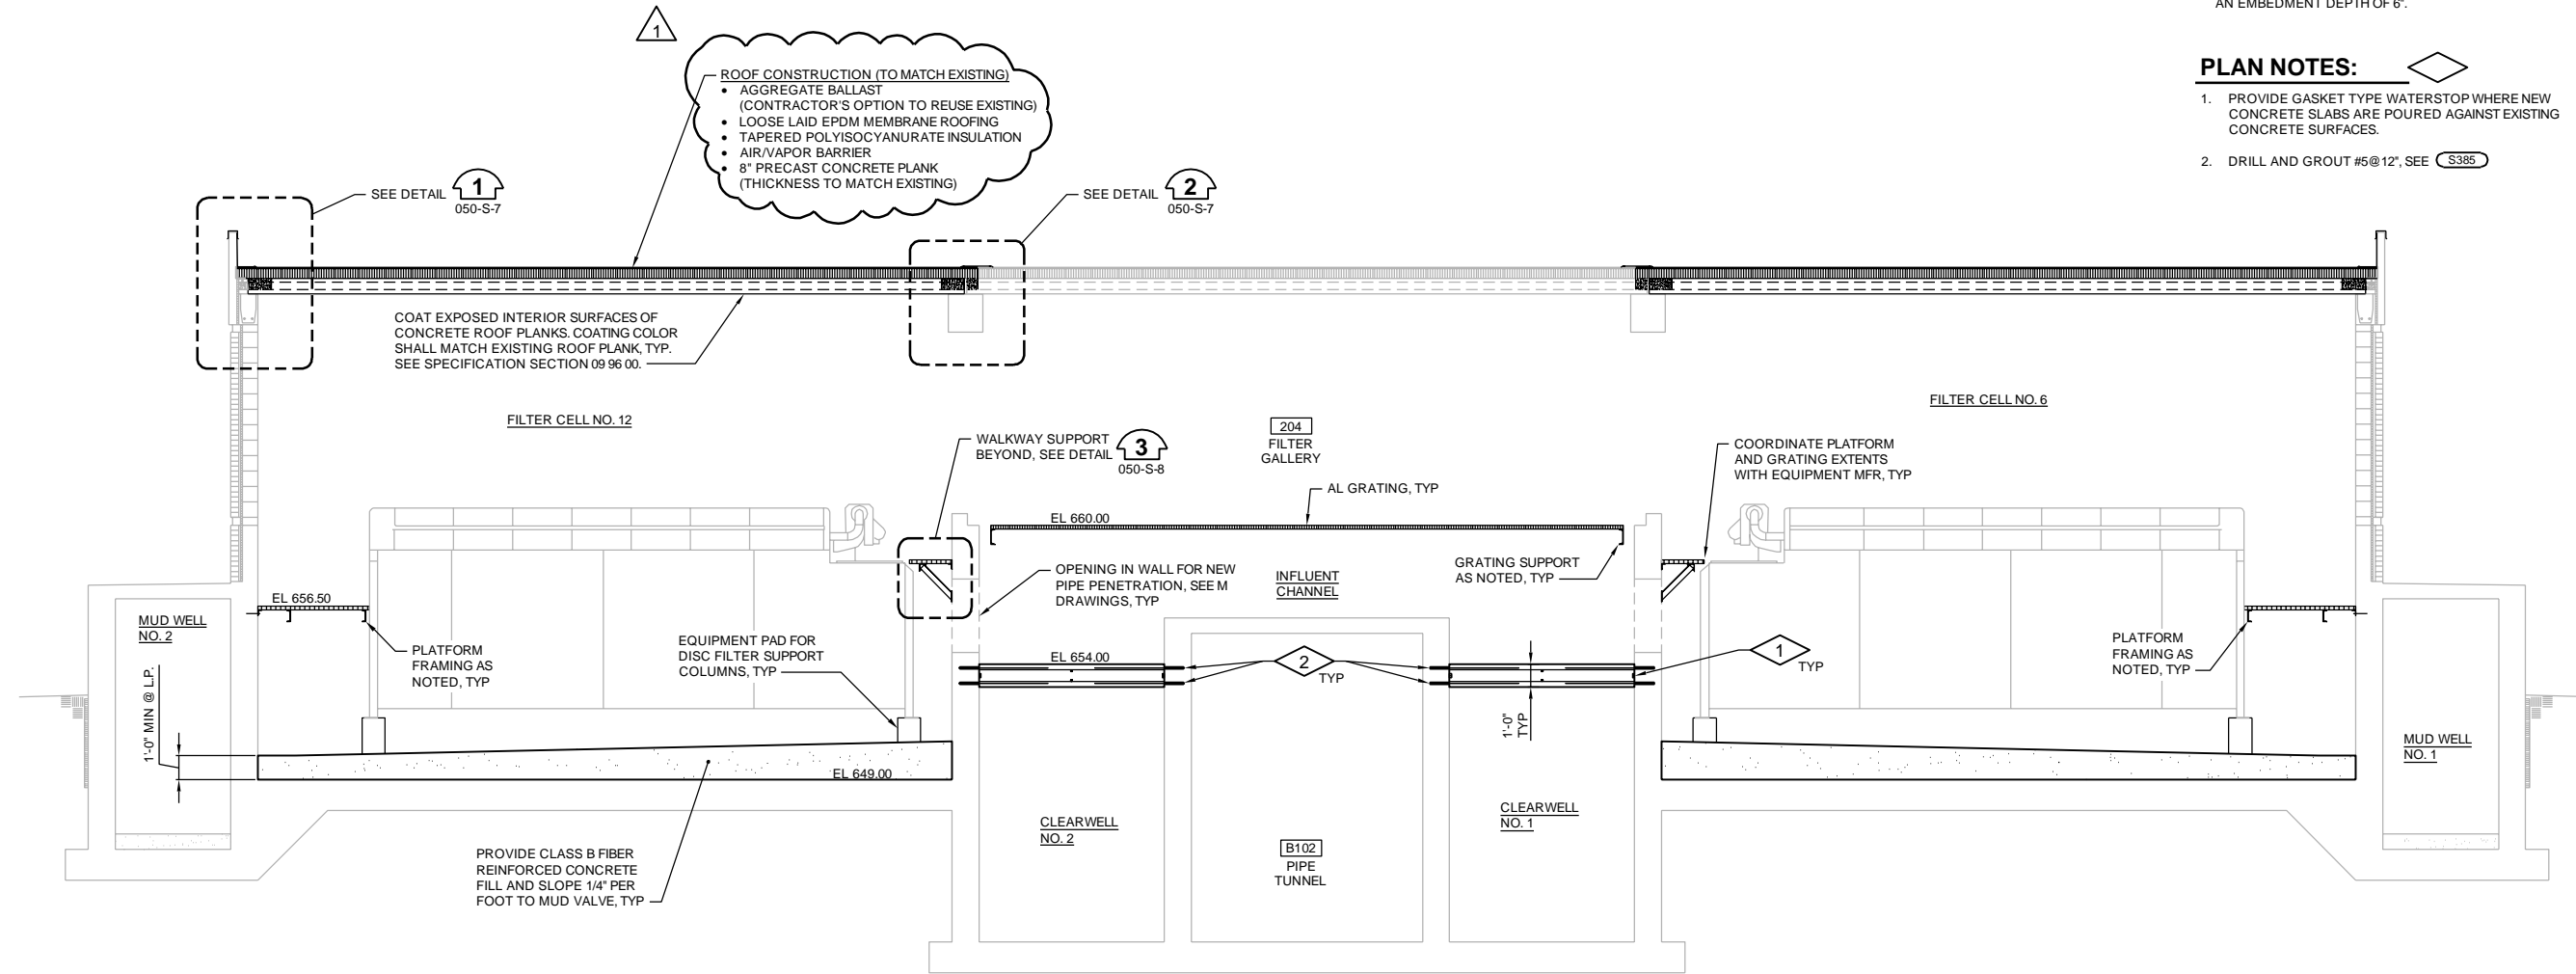 AN EMBEDMENT DEPTH OF 6".
PLAN NOTES:
1. PROVIDE GASKET TYPE WATERSTOP WHERE NEW
CONCRETE SLABS ARE POURED AGAINST EXISTING
CONCRETE SURFACES.
2. DRILL AND GROUT #5@12", SEE S385
1
ROOF CONSTRUCTION (TO MATCH EXISTING)
• AGGREGATE BALLAST
(CONTRACTOR'S OPTION TO REUSE EXISTING)
• LOOSE LAID EPDM MEMBRANE ROOFING
• TAPERED POLYISOCYANURATE INSULATION
• AIR/VAPOR BARRIER
• 8" PRECAST CONCRETE PLANK
(THICKNESS TO MATCH EXISTING)
SEE DETAIL 1
050-S-7
SEE DETAIL 2
050-S-7
COAT EXPOSED INTERIOR SURFACES OF
CONCRETE ROOF PLANKS. COATING COLOR
SHALL MATCH EXISTING ROOF PLANK, TYP.
SEE SPECIFICATION SECTION 09 96 00.
FILTER CELL NO. 12
FILTER CELL NO. 6
204
FILTER
GALLERY
WALKWAY SUPPORT
BEYOND, SEE DETAIL
3
050-S-8
COORDINATE PLATFORM
AND GRATING EXTENTS
WITH EQUIPMENT MFR, TYP
AL GRATING, TYP
EL 660.00
OPENING IN WALL FOR NEW
PIPE PENETRATION, SEE M
DRAWINGS, TYP
INFLUENT
CHANNEL
GRATING SUPPORT
AS NOTED, TYP
EL 656.50
MUD WELL
NO. 2
PLATFORM
FRAMING AS
NOTED, TYP
EQUIPMENT PAD FOR
DISC FILTER SUPPORT
COLUMNS, TYP
EL 654.00
2
TYP
1
TYP
PLATFORM
FRAMING AS
NOTED, TYP
1'-0" MIN @ L.P.
1'-0"
TYP
EL 649.00
MUD WELL
NO. 1
CLEARWELL
NO. 2
CLEARWELL
NO. 1
B102
PIPE
TUNNEL
PROVIDE CLASS B FIBER
REINFORCED CONCRETE
FILL AND SLOPE 1/4" PER
FOOT TO MUD VALVE, TYP